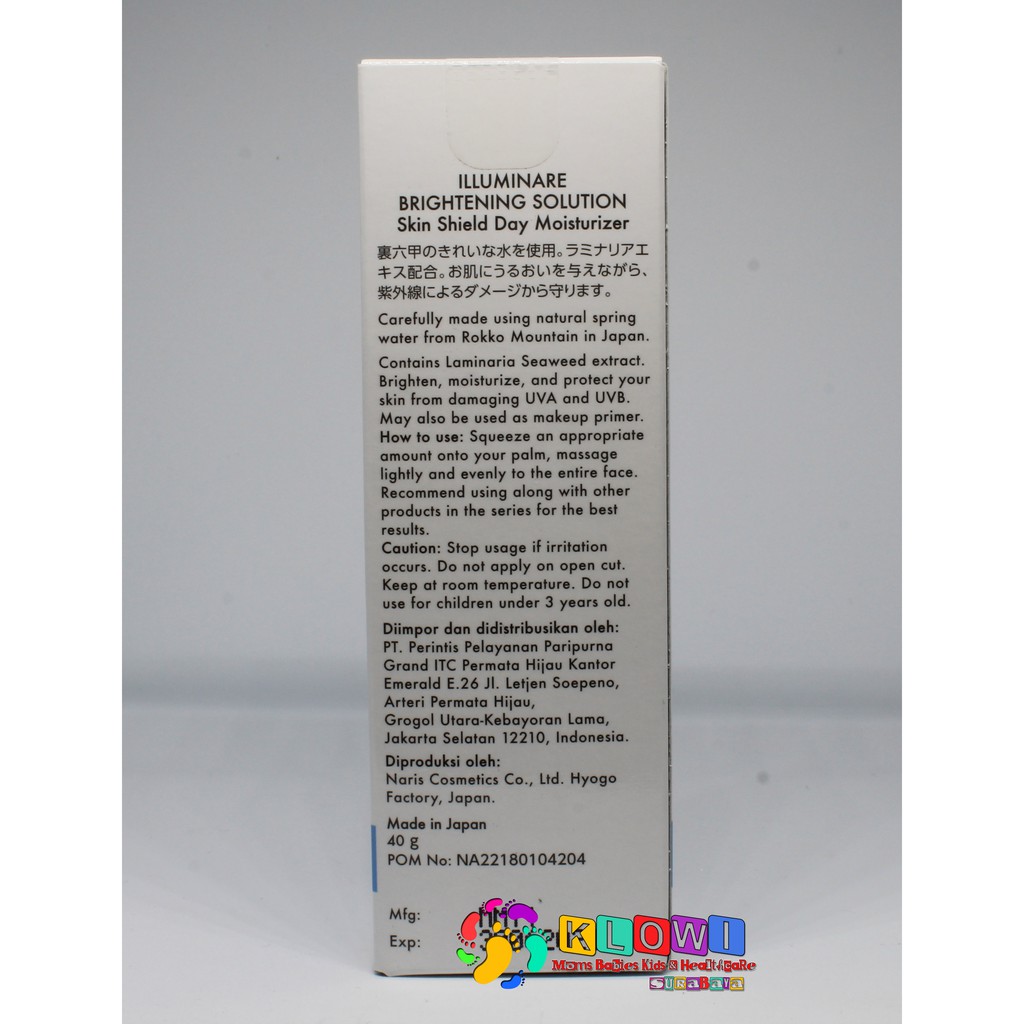 ILLUMINARE
BRIGHTENING SOLUTION
Skin Shield Day Moisturizer
裏六甲のきれいな水を使用。ラミナリアエ
キス配合。お肌にうるおいを与えながら、
紫外線によるダメージから守ります。
Carefully made using natural spring
water from Rokko Mountain in Japan.
Contains Laminaria Seaweed extract.
Brighten, moisturize, and protect your
skin from damaging UVA and UVB.
May also be used as makeup primer.
How to use: Squeeze an appropriate
amount onto your palm, massage
lightly and evenly to the entire face.
Recommend using along with other
products in the series for the best
results.
Caution: Stop usage if irritation
occurs. Do not apply on open cut.
Keep at room temperature. Do not
use for children under 3 years old.
Diimpor dan didistribusikan oleh:
PT. Perintis Pelayanan Paripurna
Grand ITC Permata Hijau Kantor
Emerald E.26 Jl. Letjen Soepeno,
Arteri Permata Hijau,
Grogol Utara-Kebayoran Lama,
Jakarta Selatan 12210, Indonesia.
Diproduksi oleh:
Naris Cosmetics Co., Ltd. Hyogo
Factory, Japan.
Made in Japan
40 g
POM No: NA22180104204
Mfg:
Exp:
KLOWI
Moms Babies Kids & HealthCaRe
SURABAYA